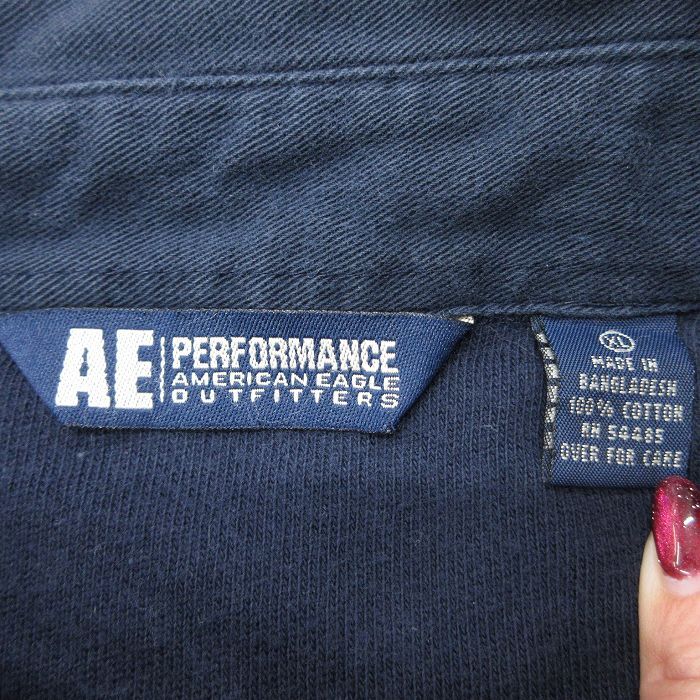 AE PERFORMANCE
AMERICAN EAGLE
OUTFITTERS
XL
MADE IN
BANGLADESH
100% COTTON
RN 54485
OVER FOR CARE